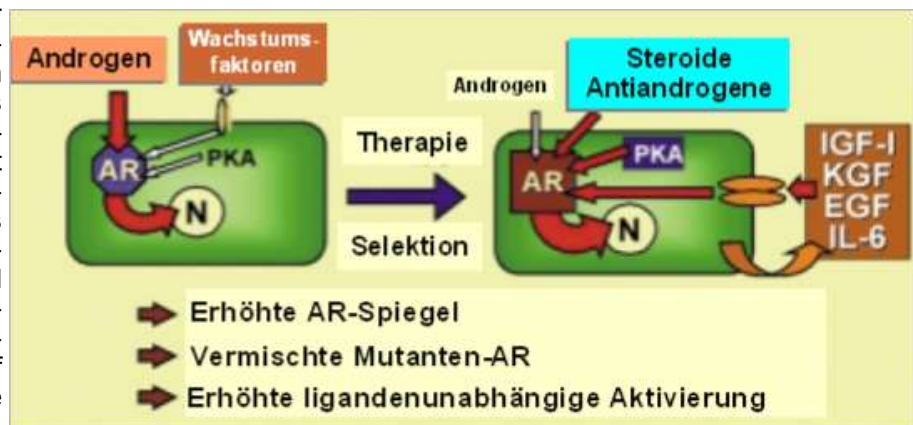 Androgen
Wachstums-
faktoren
AR
PKA
N
Therapie
Selektion
Androgen
Steroide
Antiandrogene
PKA
AR
N
IGF-I
KGF
EGF
IL-6
Erhöhte AR-Spiegel
Vermischte Mutanten-AR
Erhöhte ligandenunabhängige Aktivierung